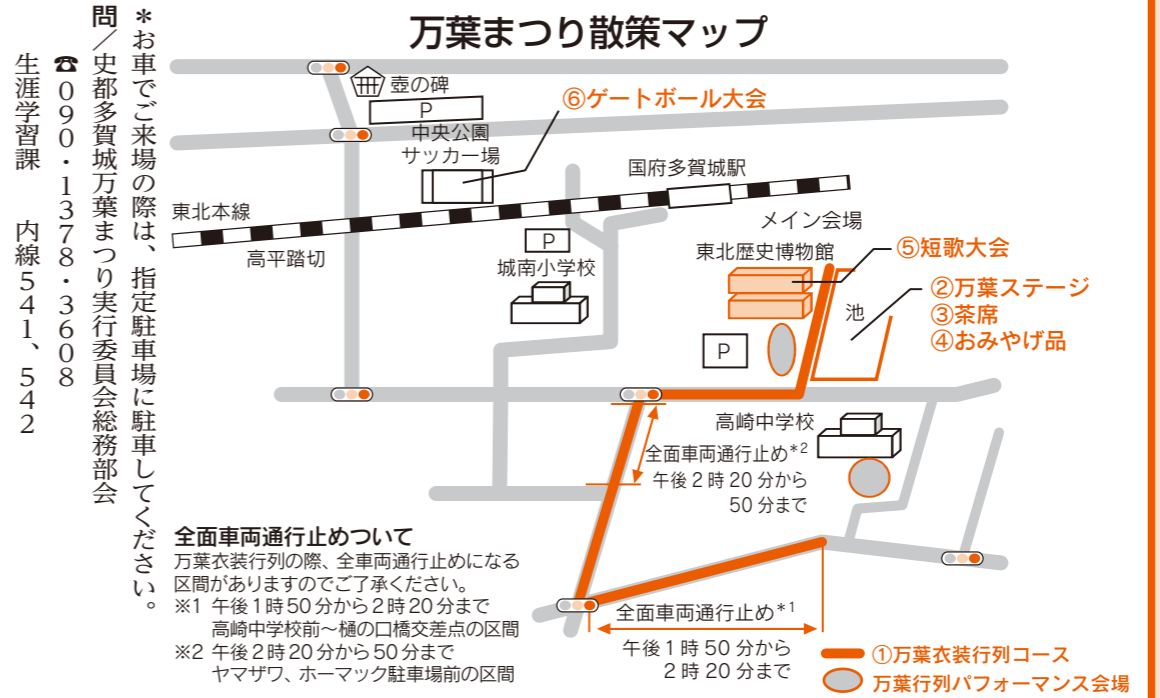 万葉まつり散策マップ
＊お車でご来場の際は、指定駐車場に駐車してください。
問／史都多賀城万葉まつり実行委員会総務部会
☎090・1378・3608
生涯学習課　内線541、542
壺の碑
P
中央公園
サッカー場
⑥ゲートボール大会
国府多賀城駅
東北本線
高平踏切
P
城南小学校
メイン会場
東北歴史博物館
⑤短歌大会
②万葉ステージ
③茶席
④おみやげ品
池
P
高崎中学校
全面車両通行止め*2
午後2時20分から
50分まで
全面車両通行止めついて
万葉衣装行列の際、全車両通行止めになる
区間がありますのでご了承ください。
※1 午後1時50分から2時20分まで
高崎中学校前～樋の口橋交差点の区間
※2 午後2時20分から50分まで
ヤマザワ、ホーマック駐車場前の区間
全面車両通行止め*1
午後1時50分から
2時20分まで
①万葉衣装行列コース
万葉行列パフォーマンス会場